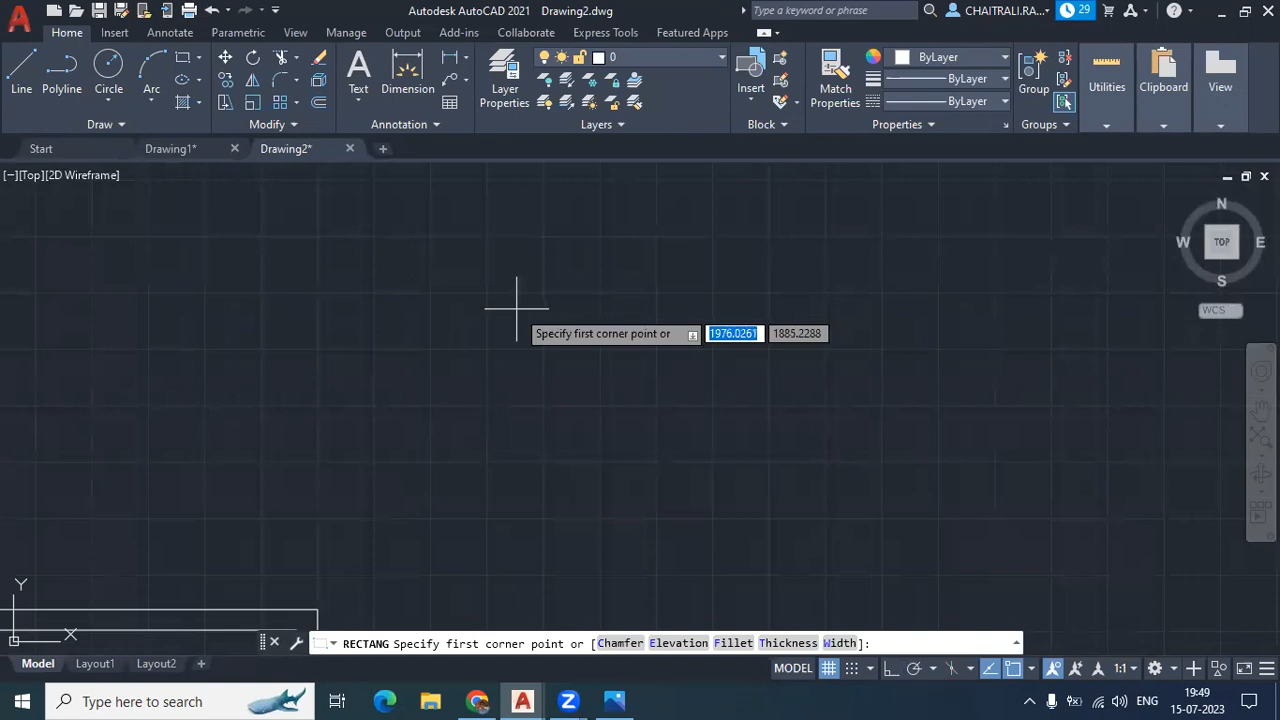 Autodesk AutoCAD 2021 Drawing2.dwg
Type a keyword or phrase
CHAITRALI.RA...
29
Home Insert Annotate Parametric View Manage Output Add-ins Collaborate Express Tools Featured Apps
0
ByLayer
ByLayer
ByLayer
Line Polyline Circle Arc
Text Dimension
Layer Properties
Insert
Match Properties
Group
Utilities
Clipboard
View
Draw Modify Annotation Layers Block Properties Groups
Start Drawing1* Drawing2*
[−][Top][2D Wireframe]
N
W TOP E
S
WCS
Specify first corner point or 1976.0261 1885.2288
Y
X
RECTANG Specify first corner point or [Chamfer Elevation Fillet Thickness Width]:
Model Layout1 Layout2 +
MODEL
1:1
Type here to search
ENG
19:49
15-07-2023